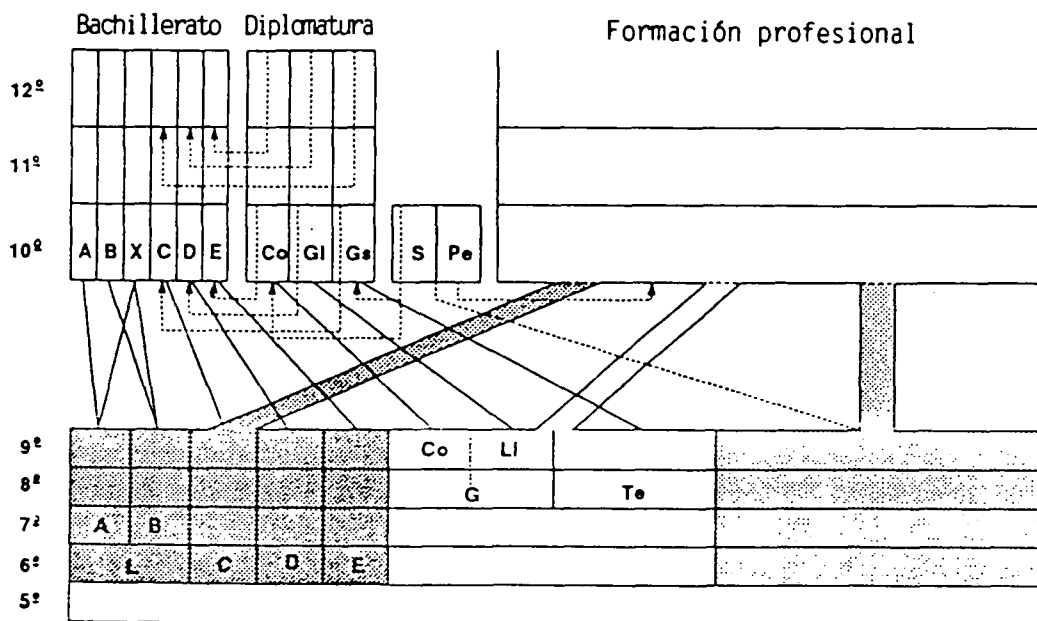 Bachillerato Diplomatura Formación profesional
12º
11º
10º A B X C D E Co Gl Gs S Pe
9º Co Ll
8º G Te
7º A B
6º L C D E
5º